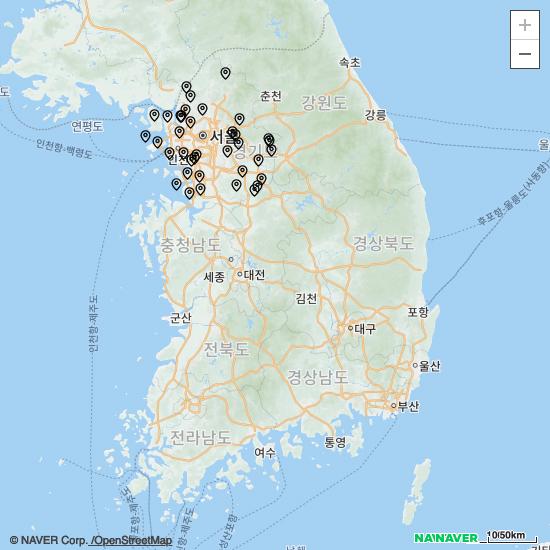 +
−
속초
춘천
강원도
강릉
연평도
서울
경기도
인천항-백령도
인천
울
후포항-울릉도(사동항)
충청남도
경상북도
세종
대전
김천
인천항-제주도
군산
포항
대구
전북도
울산
경상남도
부산
전라남도
여수
통영
© NAVER Corp. /OpenStreetMap
NAVER
10/50km